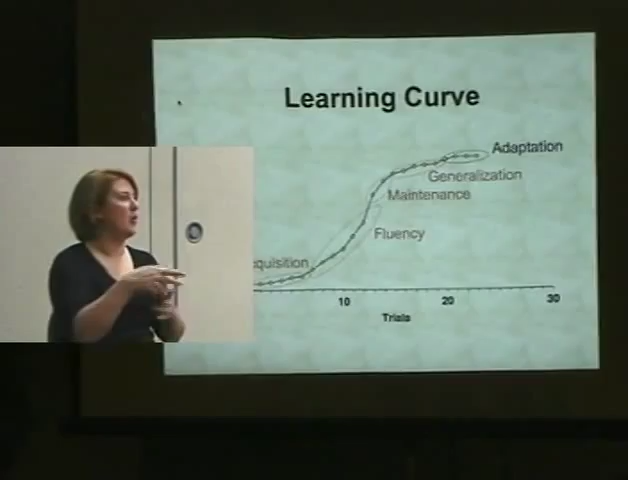 Learning Curve
Adaptation
Generalization
Maintenance
Fluency
quisition
10
20
30
Trials